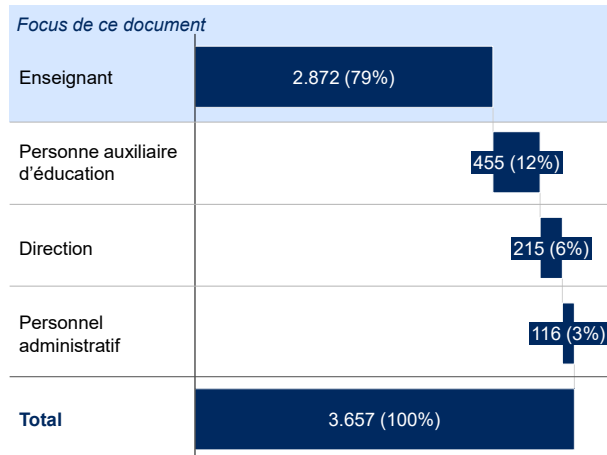 Focus de ce document
Enseignant
2.872 (79%)
Personne auxiliaire
d’éducation
455 (12%)
Direction
215 (6%)
Personnel
administratif
116 (3%)
Total
3.657 (100%)